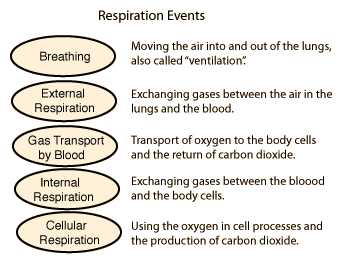 Respiration Events
Breathing
Moving the air into and out of the lungs,
also called "ventilation".
External
Respiration
Exchanging gases between the air in the
lungs and the blood.
Gas Transport
by Blood
Transport of oxygen to the body cells
and the return of carbon dioxide.
Internal
Respiration
Exchanging gases between the bloood
and the body cells.
Cellular
Respiration
Using the oxygen in cell processes and
the production of carbon dioxide.